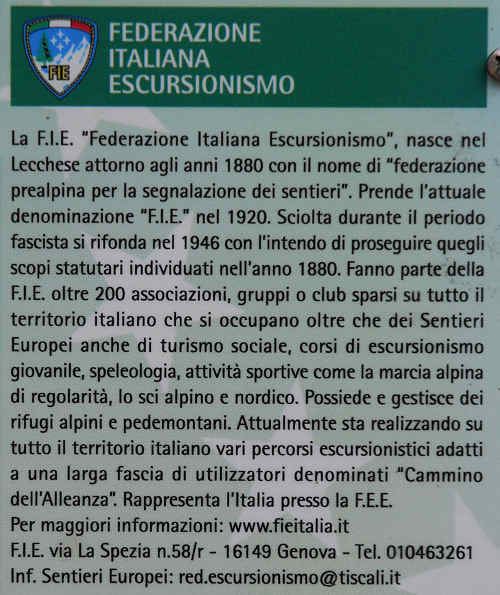 FIE
FEDERAZIONE
ITALIANA
ESCURSIONISMO
La F.I.E. "Federazione Italiana Escursionismo", nasce nel
Lecchese attorno agli anni 1880 con il nome di "federazione
prealpina per la segnalazione dei sentieri". Prende l'attuale
denominazione "F.I.E." nel 1920. Sciolta durante il periodo
fascista si rifonda nel 1946 con l'intendo di proseguire quegli
scopi statutari individuati nell'anno 1880. Fanno parte della
F.I.E. oltre 200 associazioni, gruppi o club sparsi su tutto il
territorio italiano che si occupano oltre che dei Sentieri
Europei anche di turismo sociale, corsi di escursionismo
giovanile, speleologia, attività sportive come la marcia alpina
di regolarità, lo sci alpino e nordico. Possiede e gestisce dei
rifugi alpini e pedemontani. Attualmente sta realizzando su
tutto il territorio italiano vari percorsi escursionistici adatti
a una larga fascia di utilizzatori denominati "Cammino
dell'Alleanza". Rappresenta l'Italia presso la F.E.E.
Per maggiori informazioni: www.fieitalia.it
F.I.E. via La Spezia n.58/r - 16149 Genova - Tel. 010463261
Inf. Sentieri Europei: red.escursionismo@tiscali.it